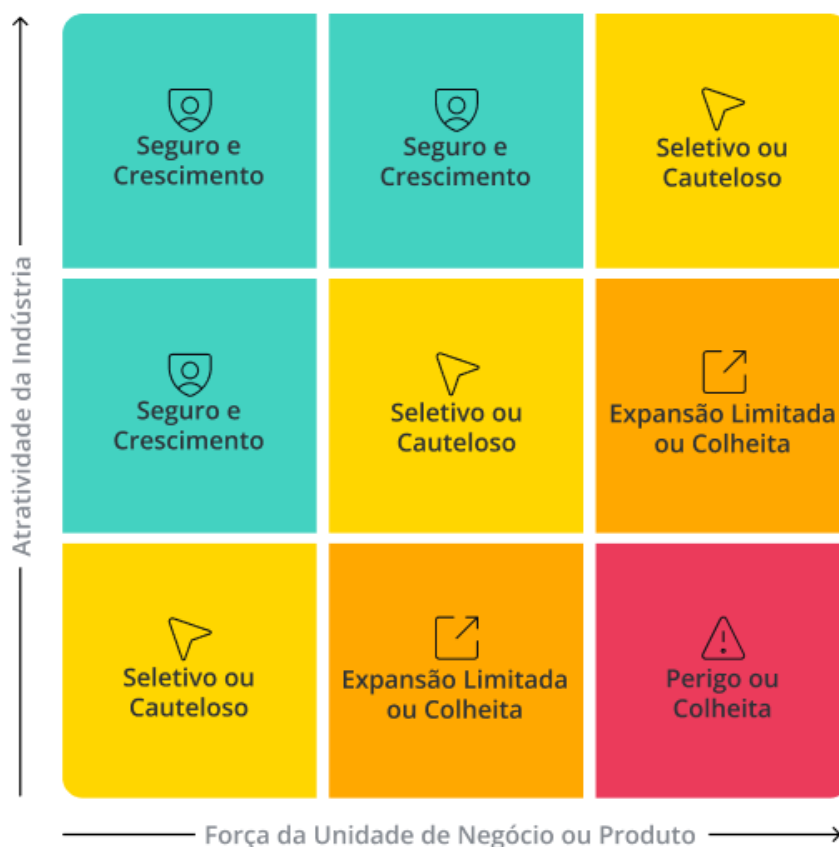 Seguro e
Crescimento
Seguro e
Crescimento
Seletivo ou
Cauteloso
Seguro e
Crescimento
Seletivo ou
Cauteloso
Expansão Limitada
ou Colheita
Seletivo ou
Cauteloso
Expansão Limitada
ou Colheita
Perigo ou
Colheita
Atratividade da Indústria
Força da Unidade de Negócio ou Produto